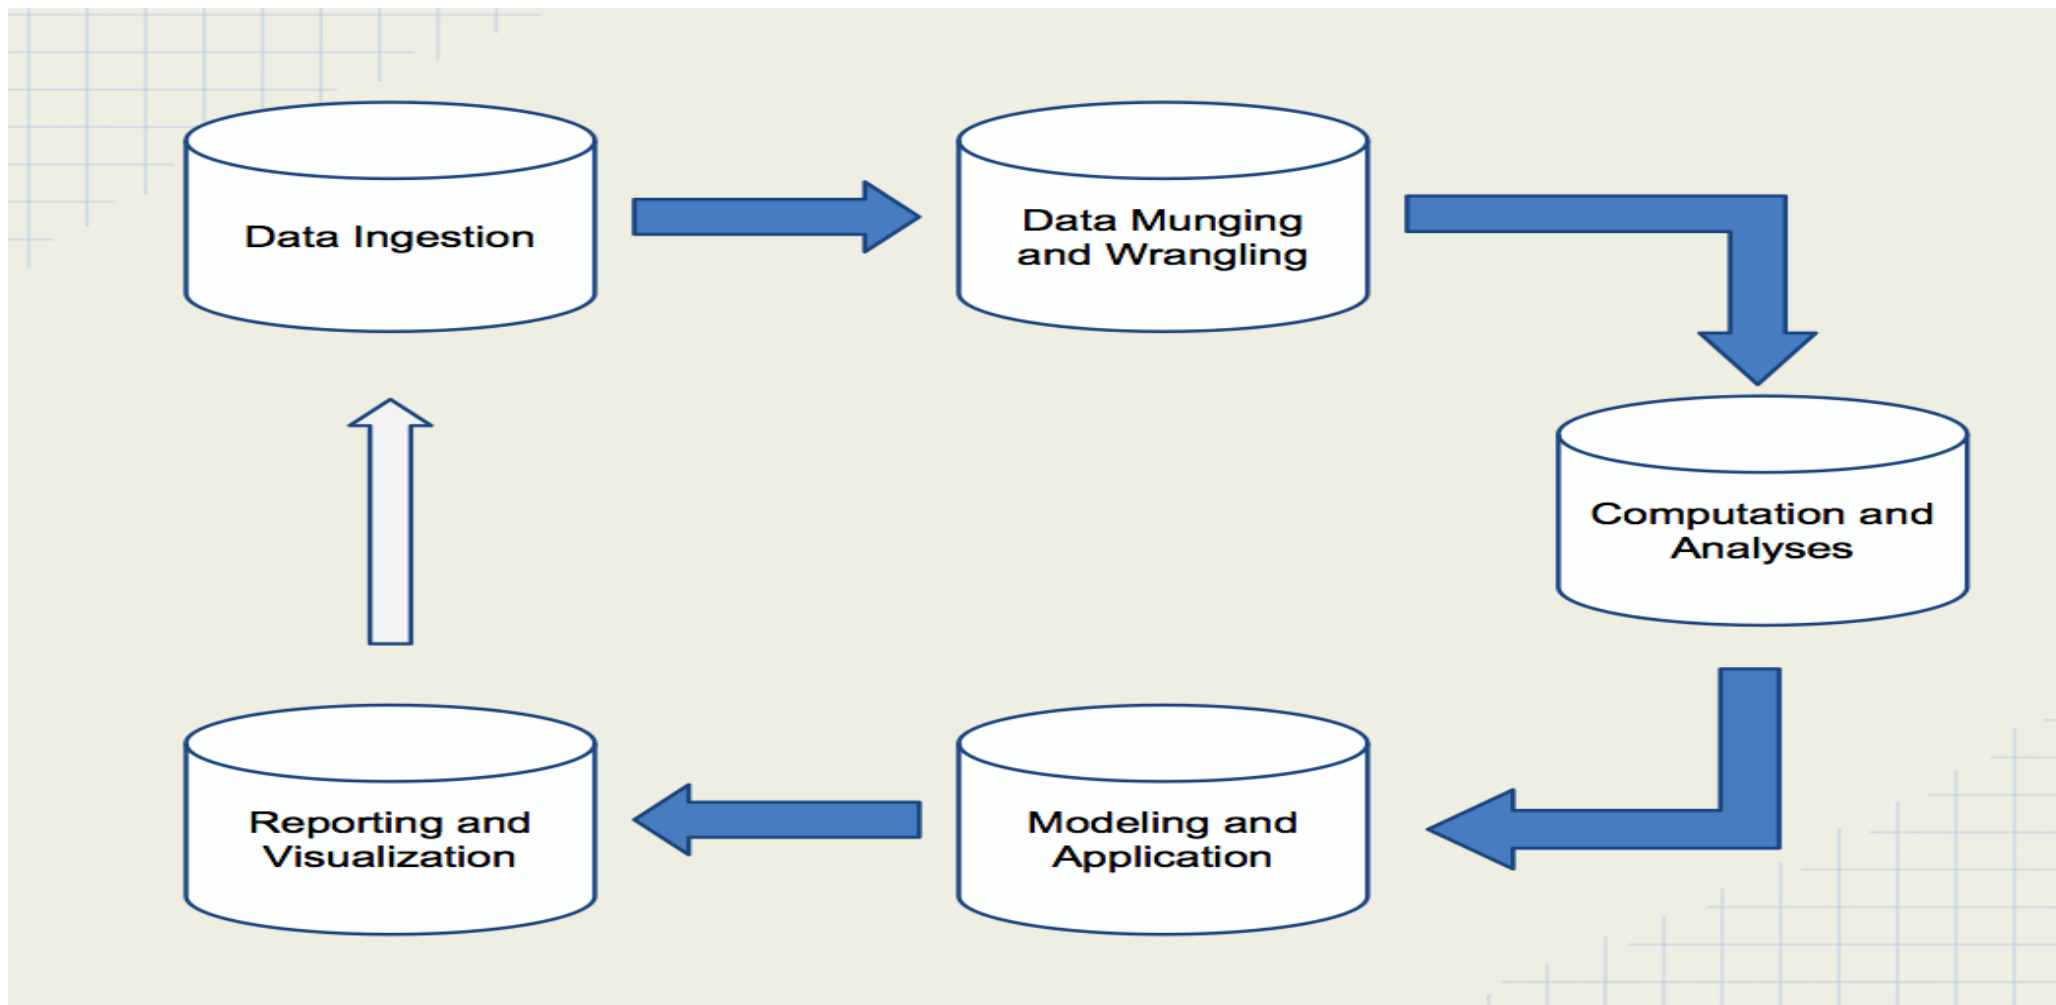 Data Ingestion
Data Munging
and Wrangling
Computation and
Analyses
Modeling and
Application
Reporting and
Visualization